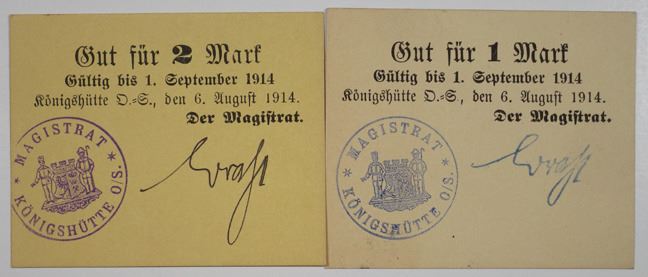 Gut für 2 Mark
Gültig bis 1. September 1914
Königshütte O.=S., den 6. August 1914.
Der Magistrat.
* MAGISTRAT *
KÖNIGSHÜTTE O/S.
Gut für 1 Mark
Gültig bis 1. September 1914
Königshütte O.=S., den 6. August 1914.
Der Magistrat.
* MAGISTRAT *
KÖNIGSHÜTTE O/S.